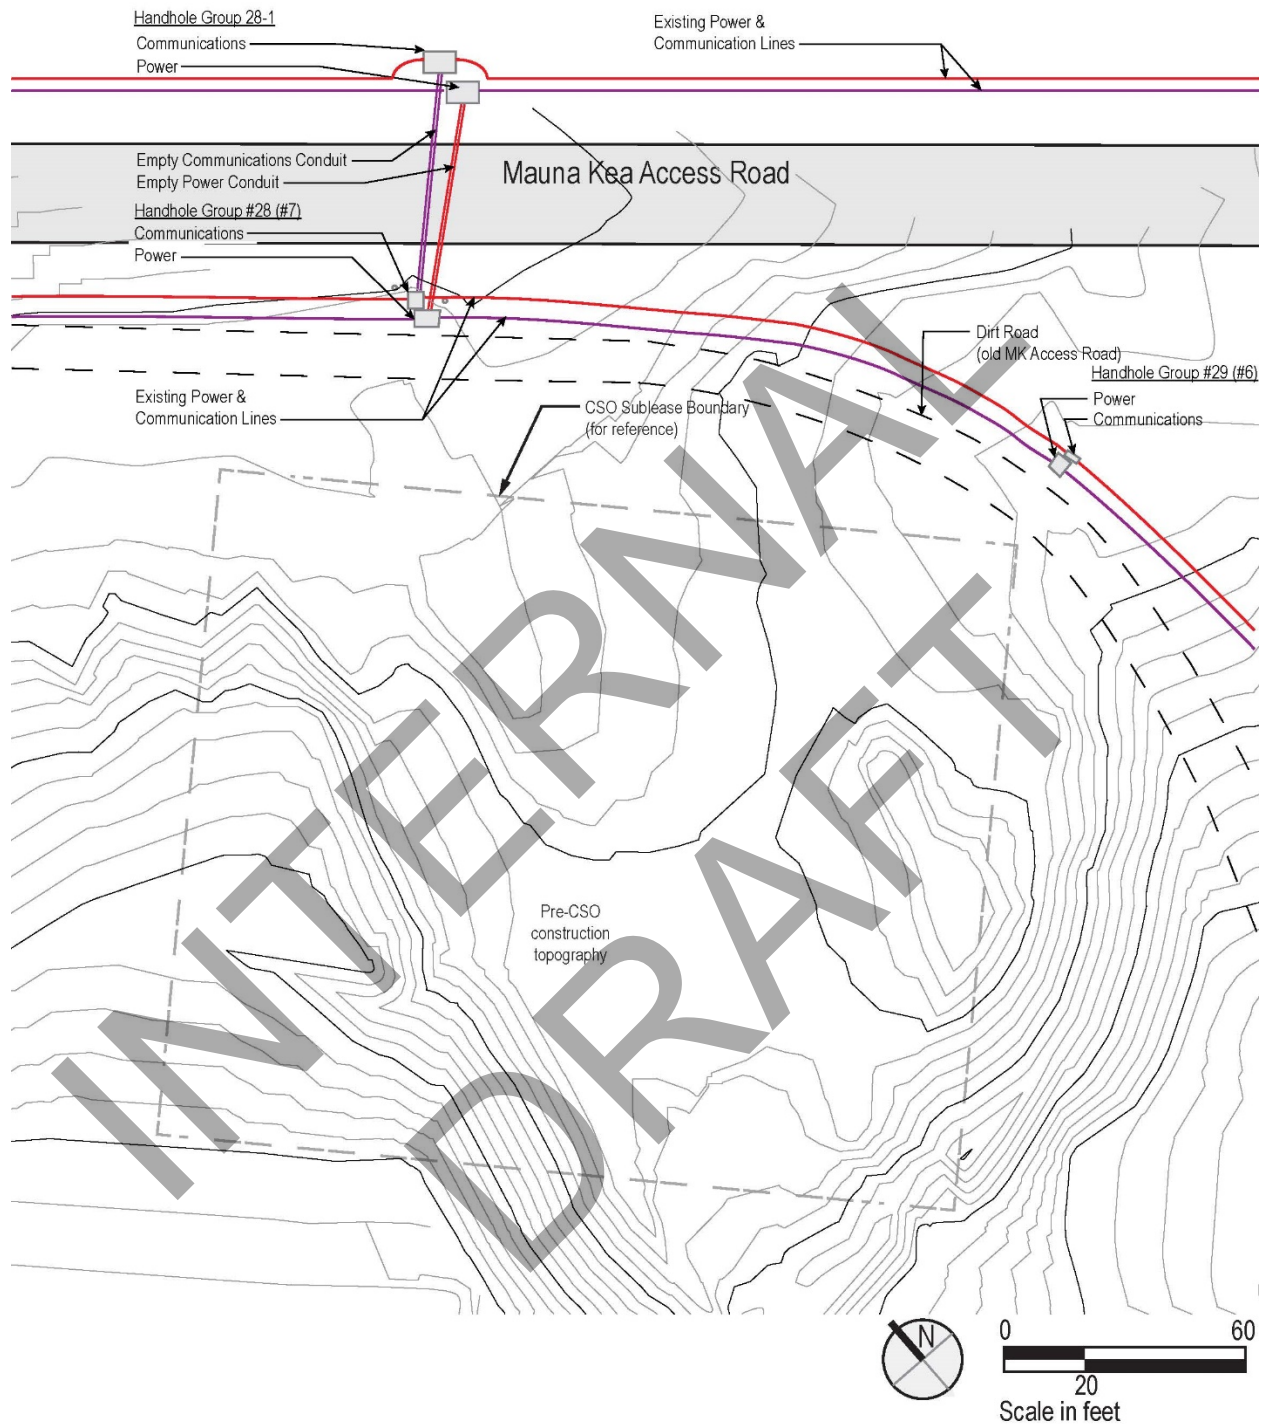 Handhole Group 28-1
Communications
Power
Existing Power &
Communication Lines
Empty Communications Conduit
Empty Power Conduit
Mauna Kea Access Road
Handhole Group #28 (#7)
Communications
Power
Dirt Road
(old MK Access Road)
Handhole Group #29 (#6)
Power
Communications
Existing Power &
Communication Lines
CSO Sublease Boundary
(for reference)
INTERNAL
DRAFT
Pre-CSO
construction
topography
N
0 60
20
Scale in feet